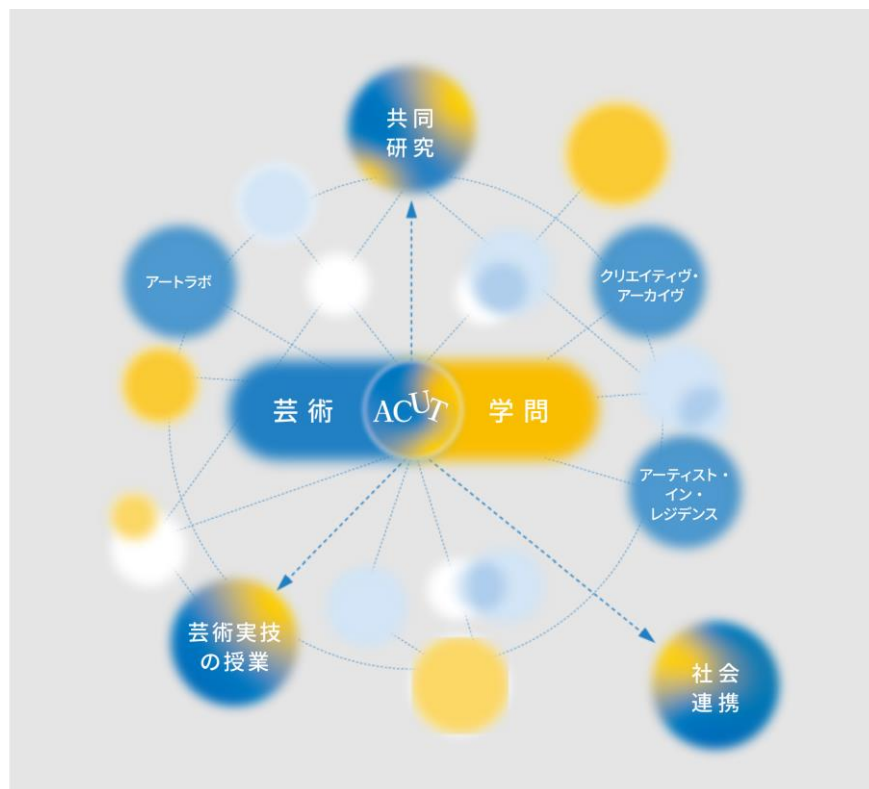 共同
研究
アートラボ
クリエイティヴ・
アーカイヴ
芸術
ACUT
学問
アーティスト・
イン・
レジデンス
芸術実技
の授業
社会
連携